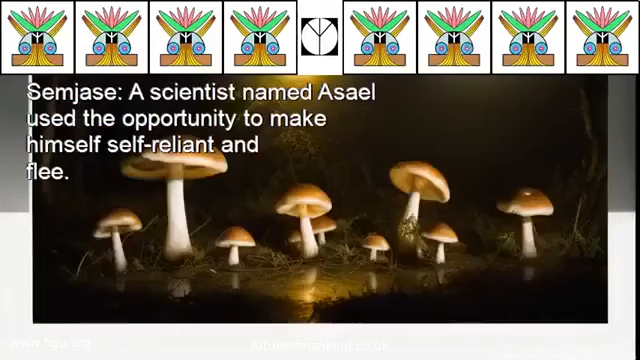 Semjase: A scientist named Asael
used the opportunity to make
himself self-reliant and
flee.
www.figu.org
futureofmankind.co.uk